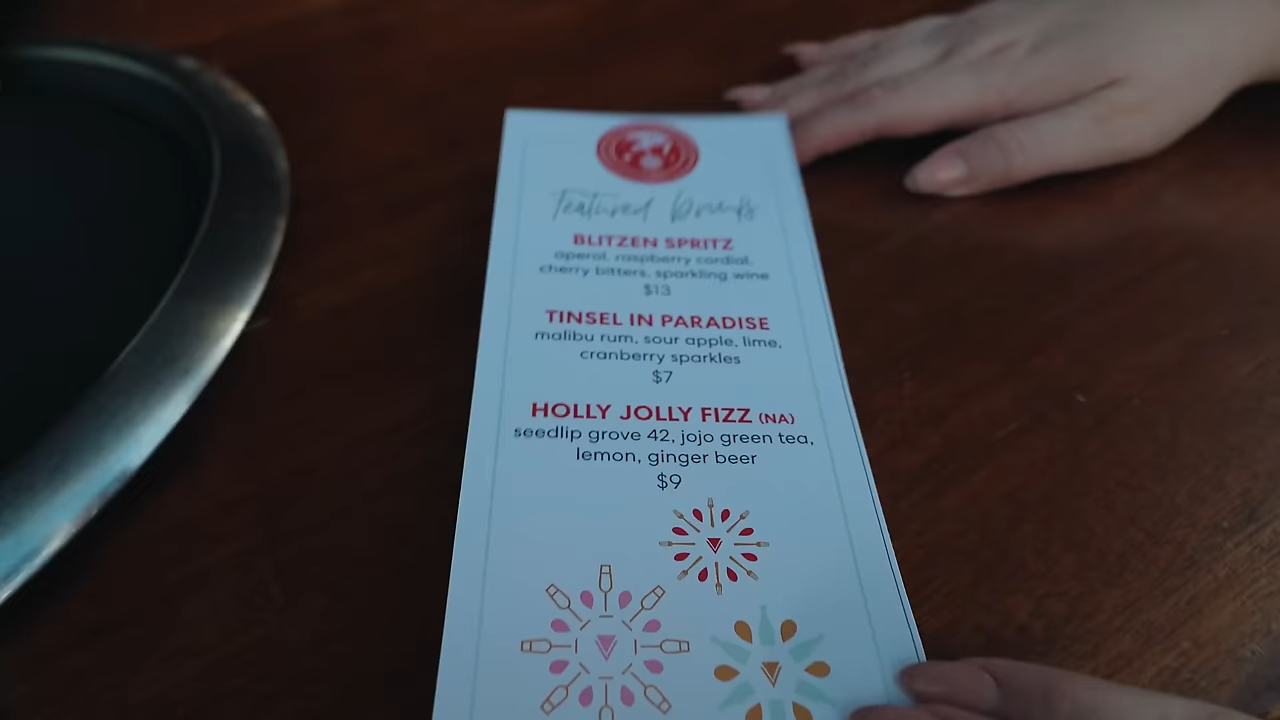 Featured Drinks
BLITZEN SPRITZ
aperol, raspberry cordial,
cherry bitters, sparkling wine
$13
TINSEL IN PARADISE
malibu rum, sour apple, lime,
cranberry sparkles
$7
HOLLY JOLLY FIZZ (NA)
seedlip grove 42, jojo green tea,
lemon, ginger beer
$9